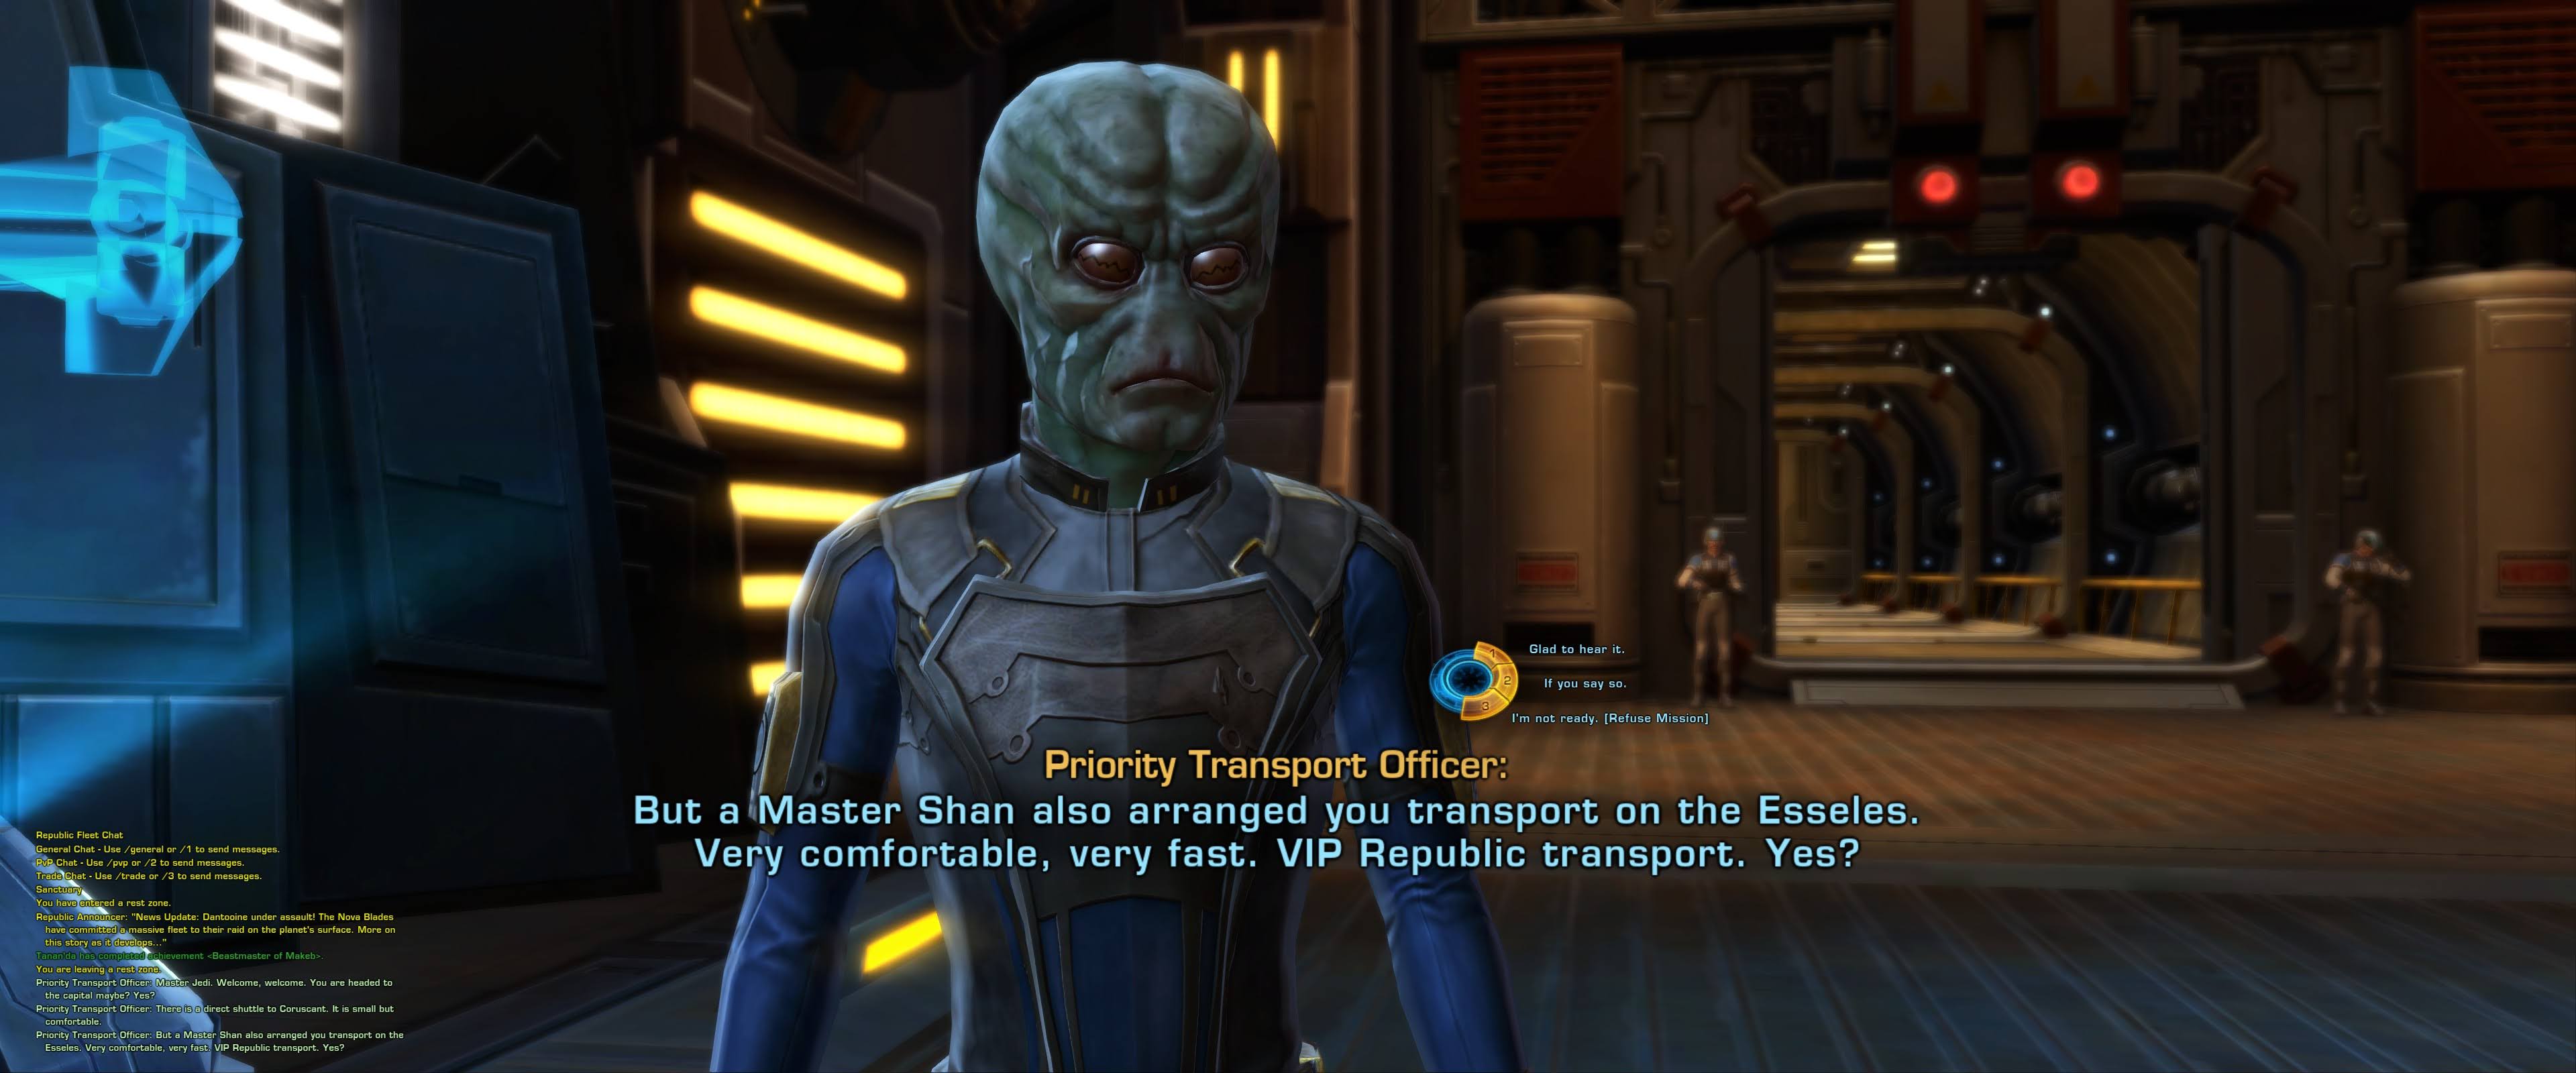 Glad to hear it.
If you say so.
I'm not ready. [Refuse Mission]
1
2
3
Priority Transport Officer:
But a Master Shan also arranged you transport on the Esseles.
Very comfortable, very fast. VIP Republic transport. Yes?
Republic Fleet Chat
General Chat - Use /general or /1 to send messages.
PvP Chat - Use /pvp or /2 to send messages.
Trade Chat - Use /trade or /3 to send messages.
Sanctuary
You have entered a rest zone.
Republic Announcer: "News Update: Dantooine under assault! The Nova Blades
have committed a massive fleet to their raid on the planet's surface. More on
this story as it develops..."
Tanan'da has completed achievement <Beastmaster of Makeb>.
You are leaving a rest zone.
Priority Transport Officer: Master Jedi. Welcome, welcome. You are headed to
the capital maybe? Yes?
Priority Transport Officer: There is a direct shuttle to Coruscant. It is small but
comfortable.
Priority Transport Officer: But a Master Shan also arranged you transport on the
Esseles. Very comfortable, very fast. VIP Republic transport. Yes?